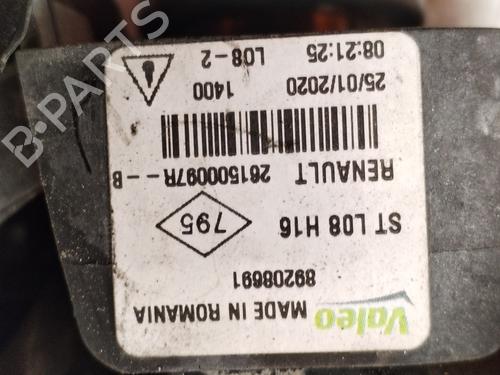 Valeo MADE IN ROMANIA
89208691
ST L08 H16 795
RENAULT 261500097R--B
25/01/2020 1400
08:21:25 L08-2
B-PARTS